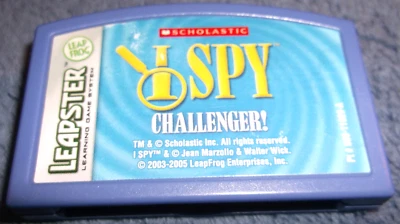 LEAP
FROG
LEAPSTER
LEARNING GAME SYSTEM
SCHOLASTIC
I SPY
CHALLENGER!
TM & © Scholastic Inc. All rights reserved.
I SPY™ & © Jean Marzollo & Walter Wick.
© 2003-2005 LeapFrog Enterprises, Inc.